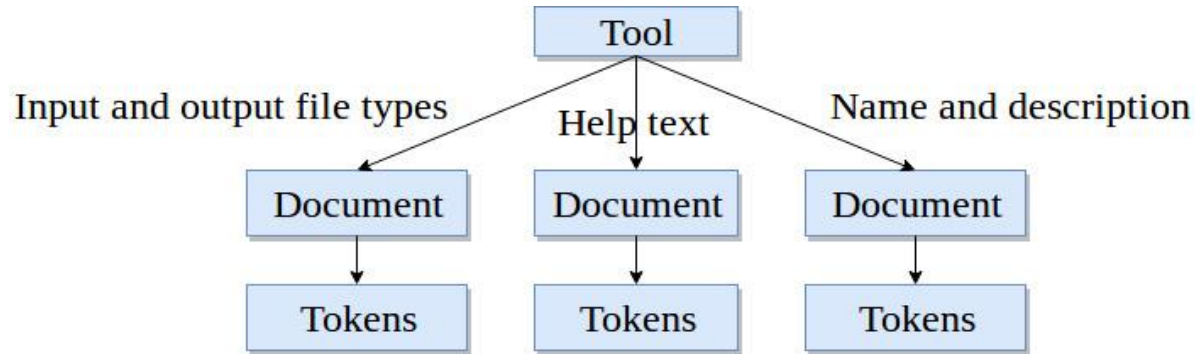 Tool
Input and output file types
Help text
Name and description
Document
Document
Document
Tokens
Tokens
Tokens